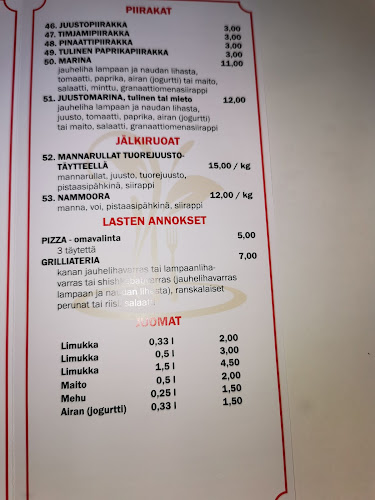 PIIRAKAT
46. JUUSTOPIIRAKKA 3,00
47. TIMJAMIPIIRAKKA 3,00
48. PINAATTIPIIRAKKA 3,00
49. TULINEN PAPRIKAPIIRAKKA 3,00
50. MARINA 11,00
jauheliha lampaan ja naudan lihasta,
tomaatti, paprika, airan (jogurtti) tai maito,
salaatti, minttu, granaattiomenasiirappi
51. JUUSTOMARINA, tulinen tai mieto 12,00
jauheliha lampaan ja naudan lihasta,
juusto, tomaatti, paprika, airan (jogurtti)
tai maito, salaatti, granaattiomenasiirappi
JÄLKIRUOAT
52. MANNARULLAT TUOREJUUSTO-
TÄYTTEELLÄ 15,00 / kg
mannarullat, juusto, tuorejuusto,
pistaasipähkinä, siirappi
53. NAMMOORA 12,00 / kg
manna, voi, pistaasipähkinä, siirappi
LASTEN ANNOKSET
PIZZA - omavalinta 5,00
3 täytettä
GRILLIATERIA 7,00
kanan jauhelihavarras tai lampaanliha-
varras tai shishkebabvarras (jauhelihavarras
lampaan ja naudan lihasta), ranskalaiset
perunat tai riisi, salaatti
JUOMAT
Limukka 0,33 l 2,00
Limukka 0,5 l 3,00
Limukka 1,5 l 4,50
Maito 0,5 l 2,00
Mehu 0,25 l 1,50
Airan (jogurtti) 0,33 l 1,50